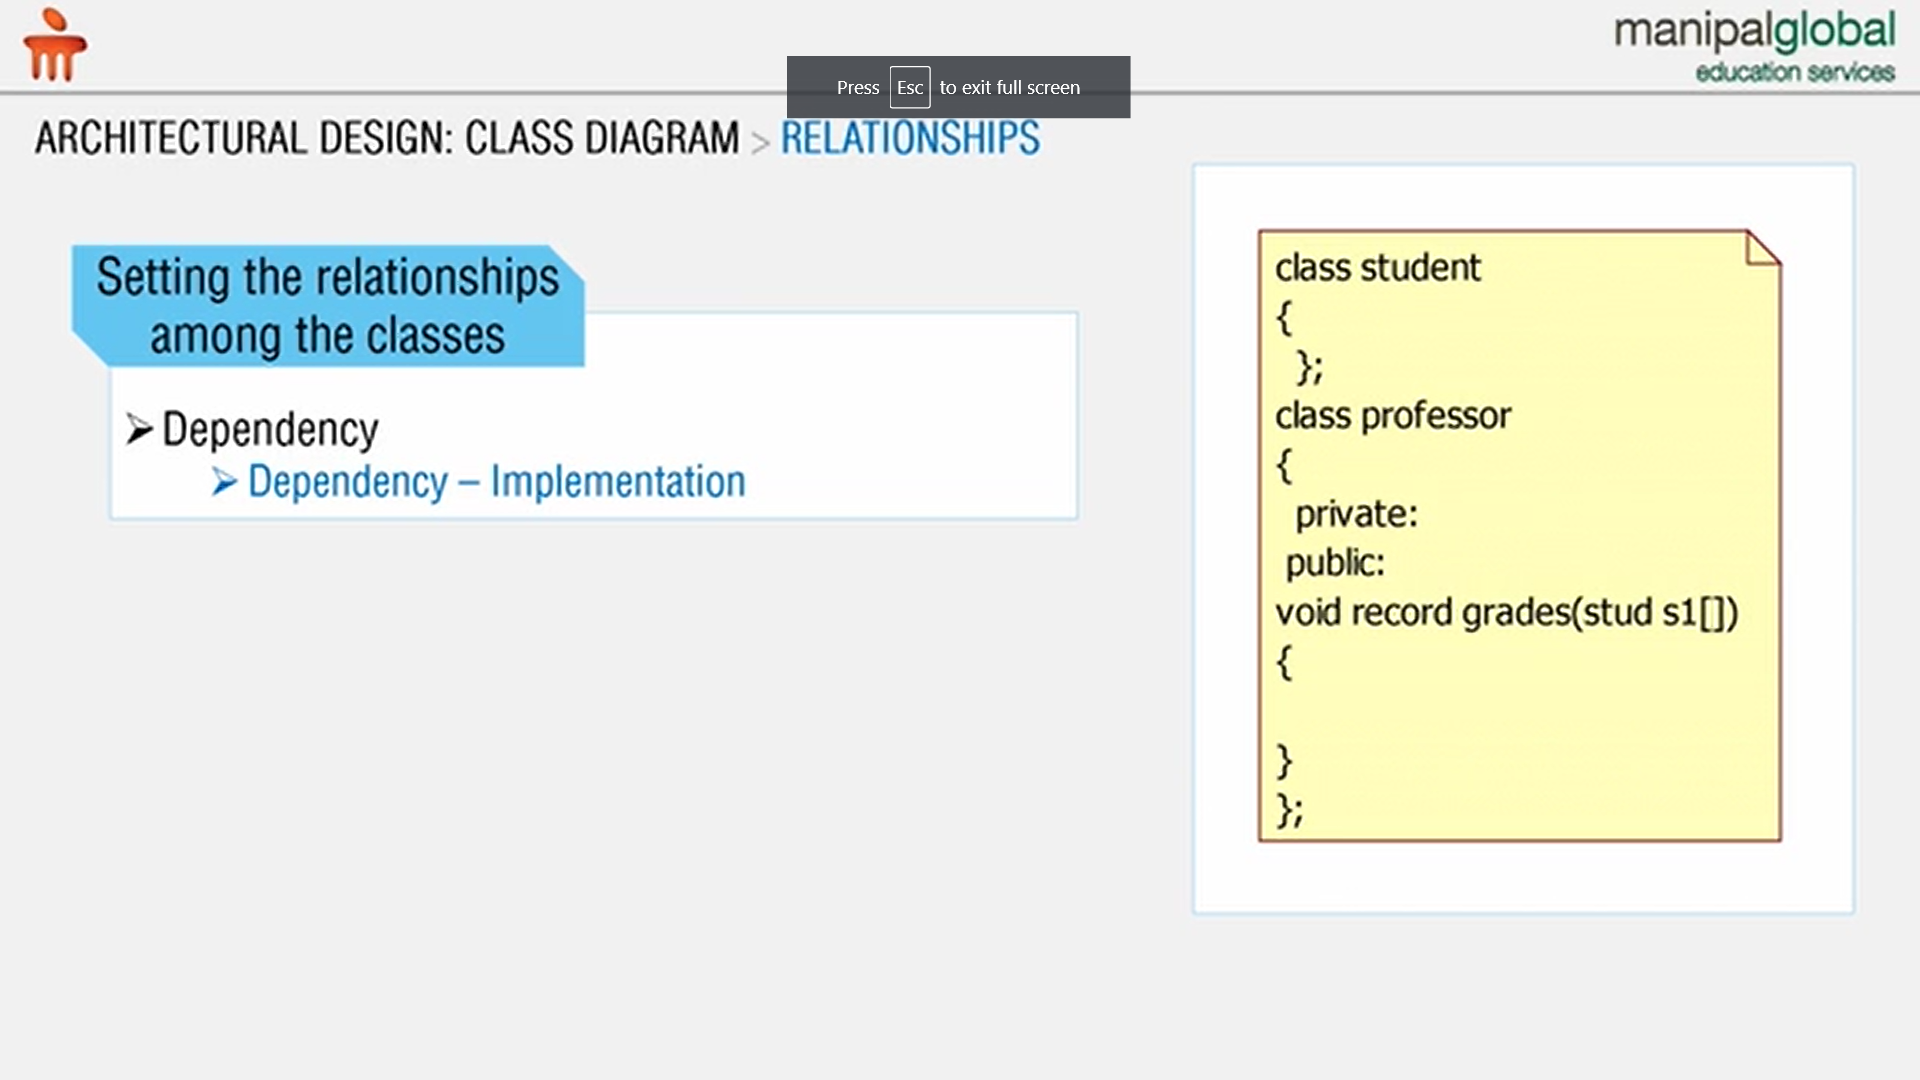 manipalglobal
education services
Press Esc to exit full screen
ARCHITECTURAL DESIGN: CLASS DIAGRAM > RELATIONSHIPS
Setting the relationships
among the classes
Dependency
Dependency – Implementation
class student
{
};
class professor
{
private:
public:
void record grades(stud s1[])
{
}
};